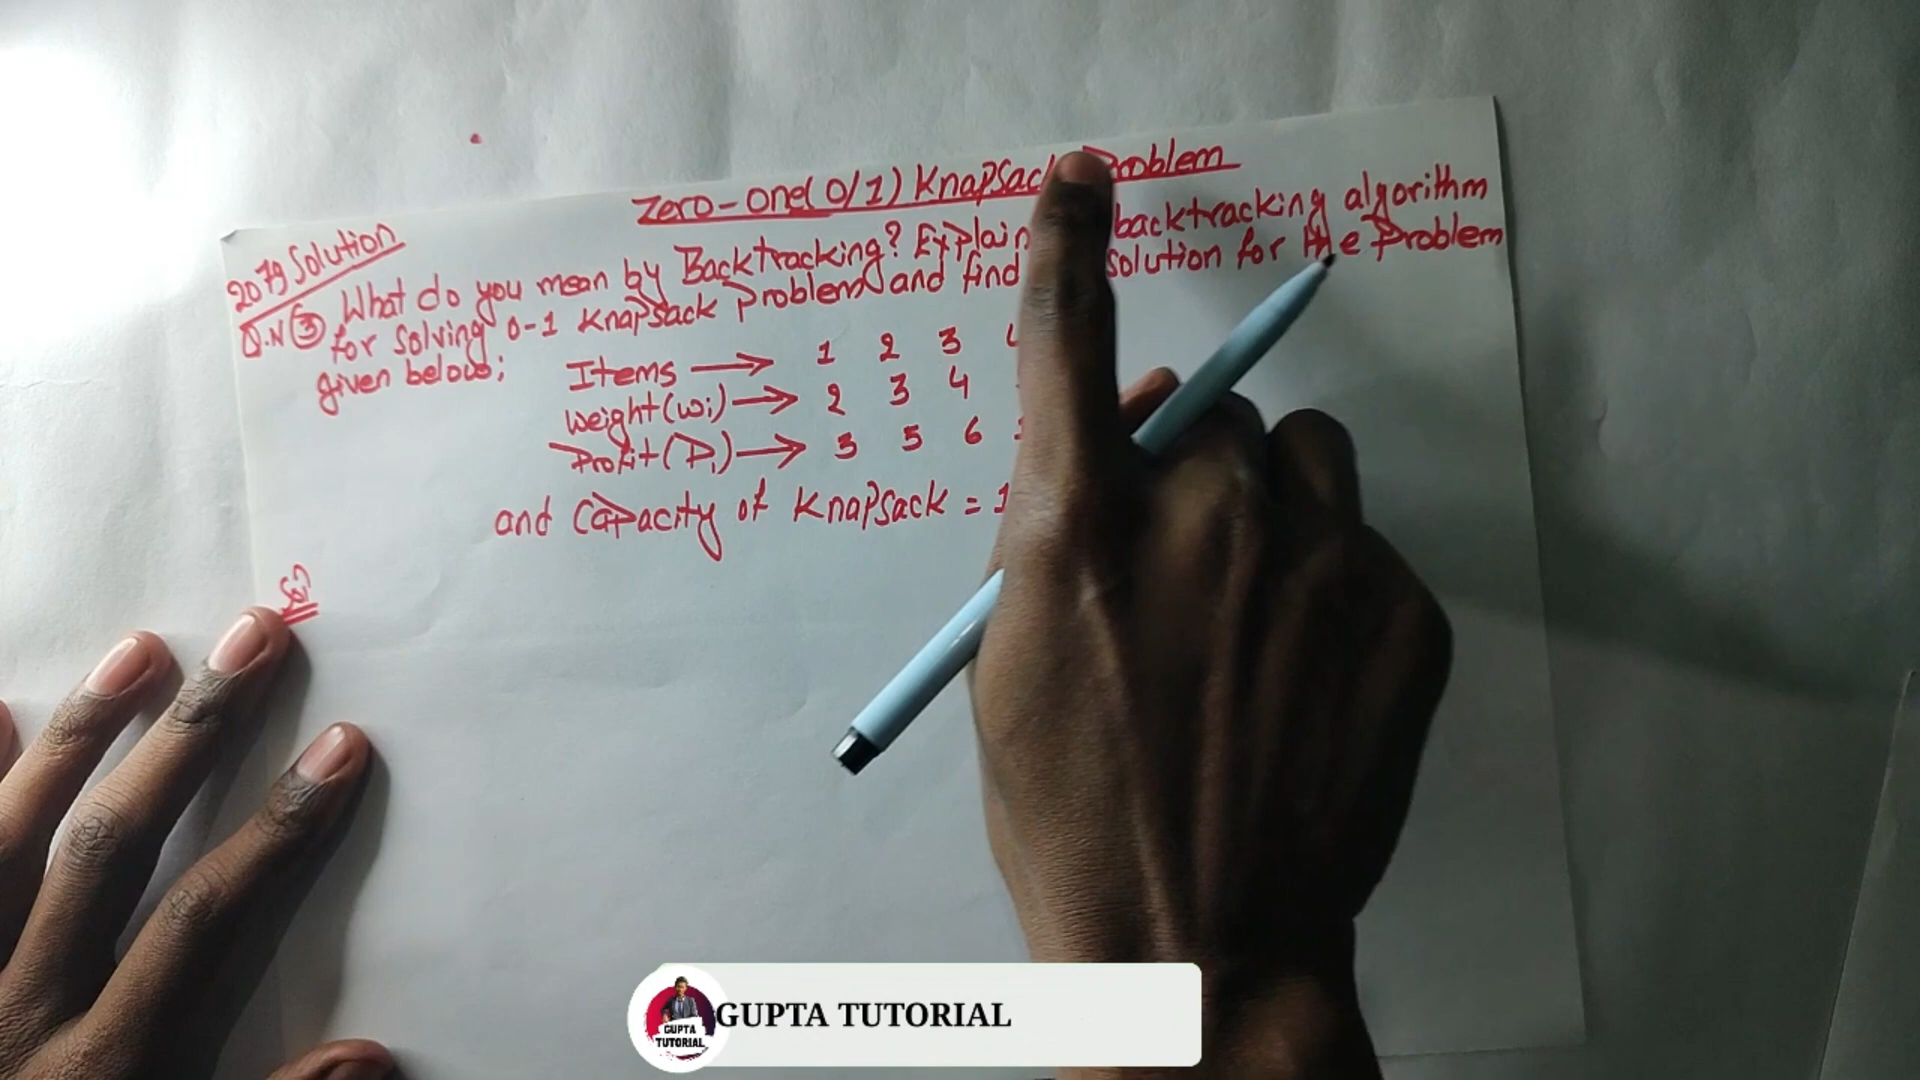 Zero-one(0/1) Knapsack Problem
2079 Solution
Q.N (3) What do you mean by Backtracking? Explain backtracking algorithm
for solving 0-1 Knapsack Problem and find solution for the Problem
given below;
Items → 1 2 3
Weight(wi) → 2 3 4
Profit(Pi) → 3 5 6
and Capacity of Knapsack =
Sol
GUPTA TUTORIAL
GUPTA
TUTORIAL